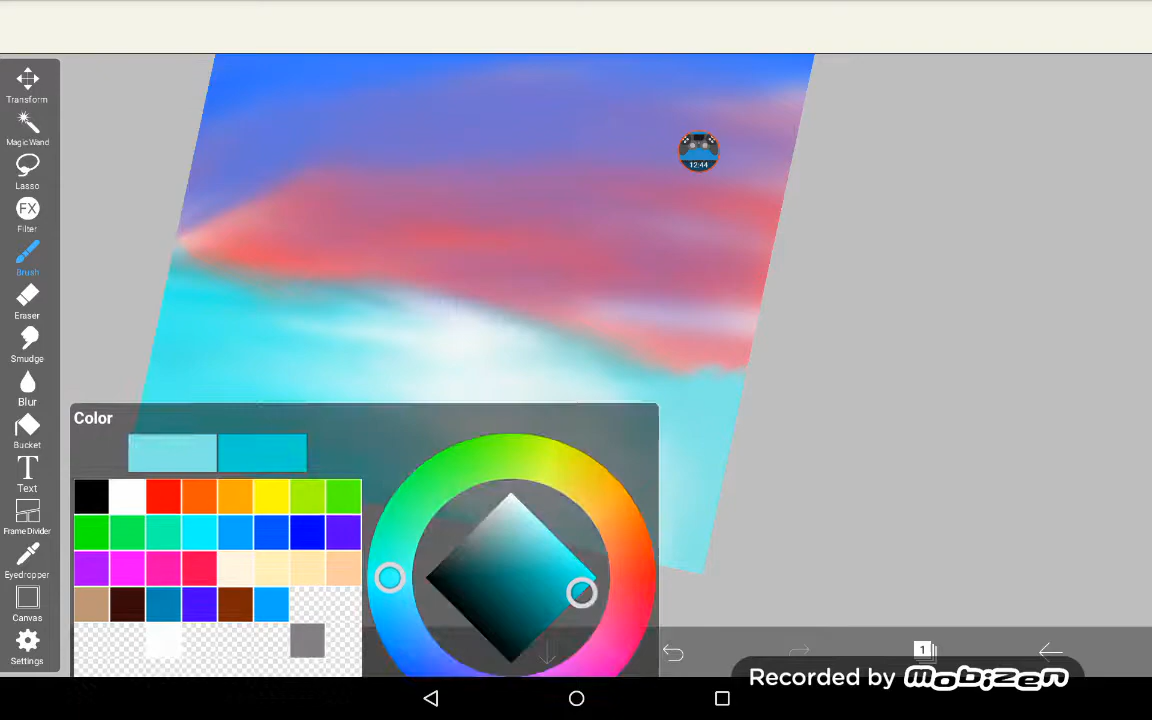 Transform
Magic Wand
Lasso
FX
Filter
Brush
Eraser
Smudge
Blur
Bucket
T
Text
Frame Divider
Eyedropper
Canvas
Settings
12:44
Color
1
Recorded by mobizen